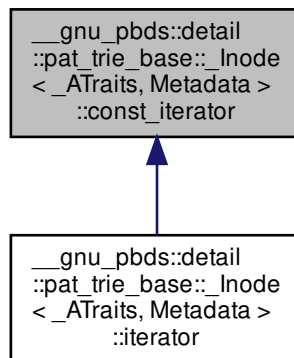 __gnu_pbds::detail
::pat_trie_base::_Inode
< _ATraits, Metadata >
::const_iterator
__gnu_pbds::detail
::pat_trie_base::_Inode
< _ATraits, Metadata >
::iterator